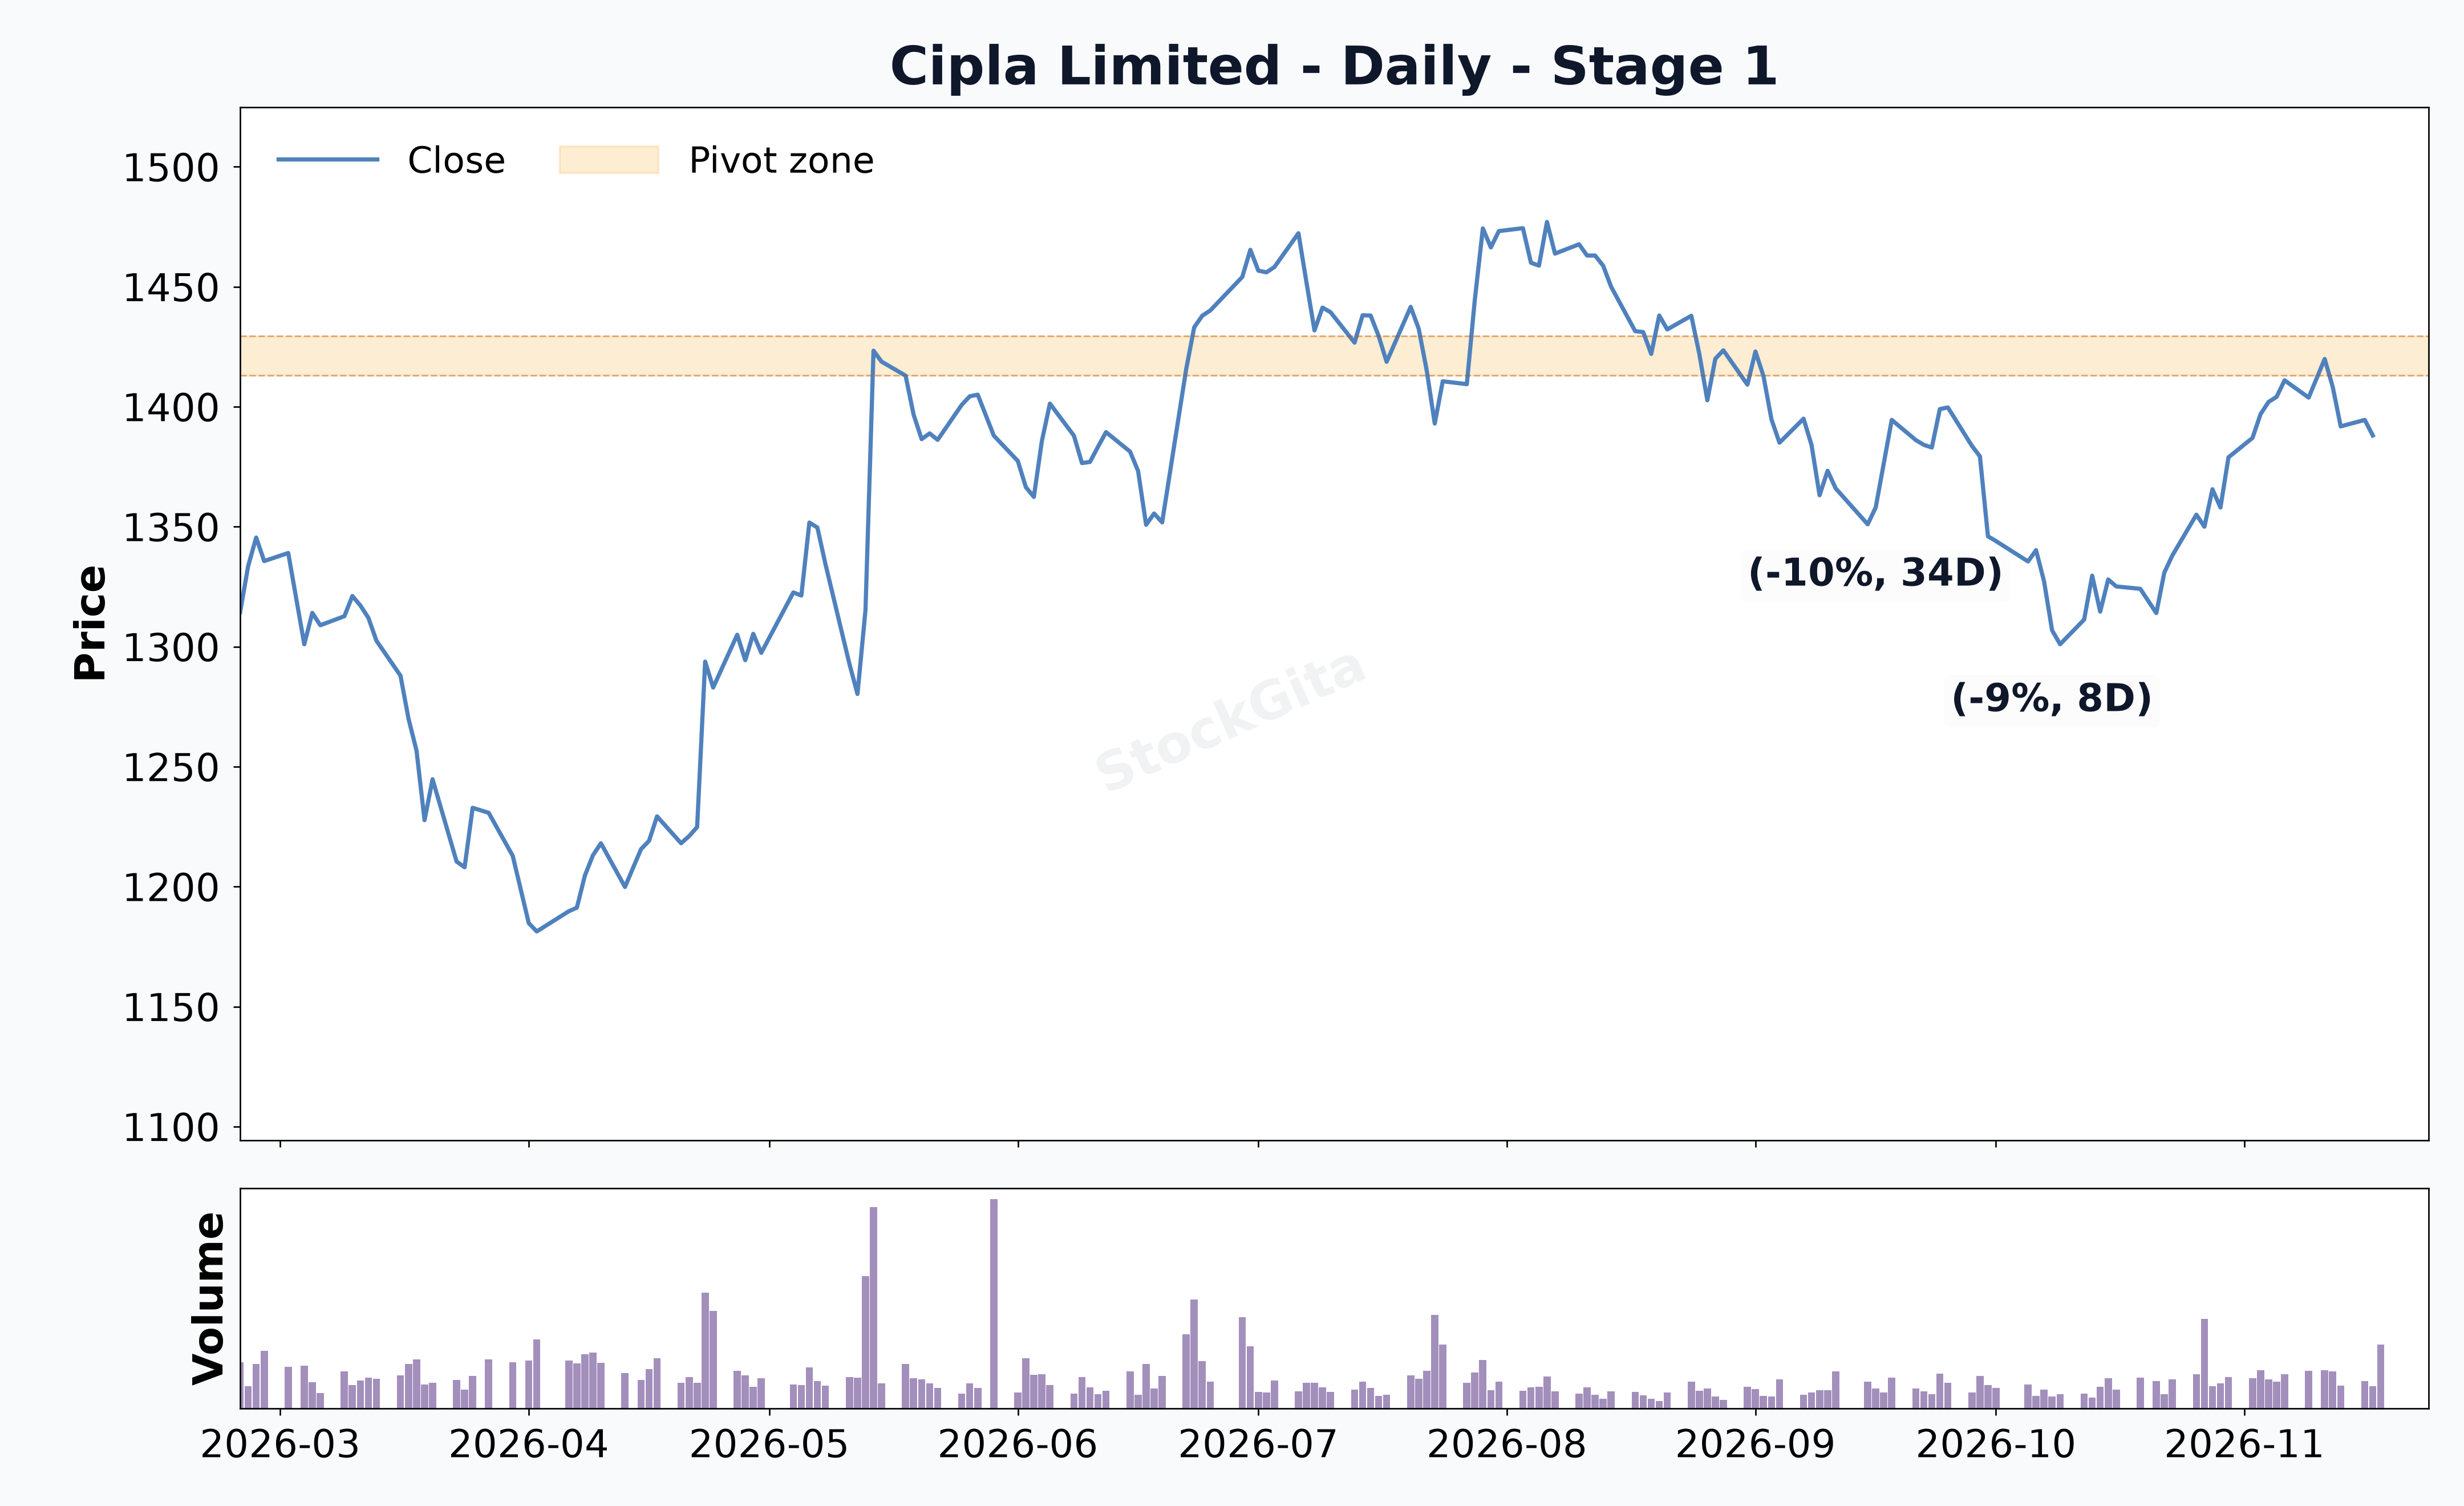 Cipla Limited - Daily - Stage 1
Close
Pivot zone
1500
1450
1400
1350
1300
1250
1200
1150
1100
Price
(-10%, 34D)
(-9%, 8D)
StockGita
Volume
2026-03
2026-04
2026-05
2026-06
2026-07
2026-08
2026-09
2026-10
2026-11